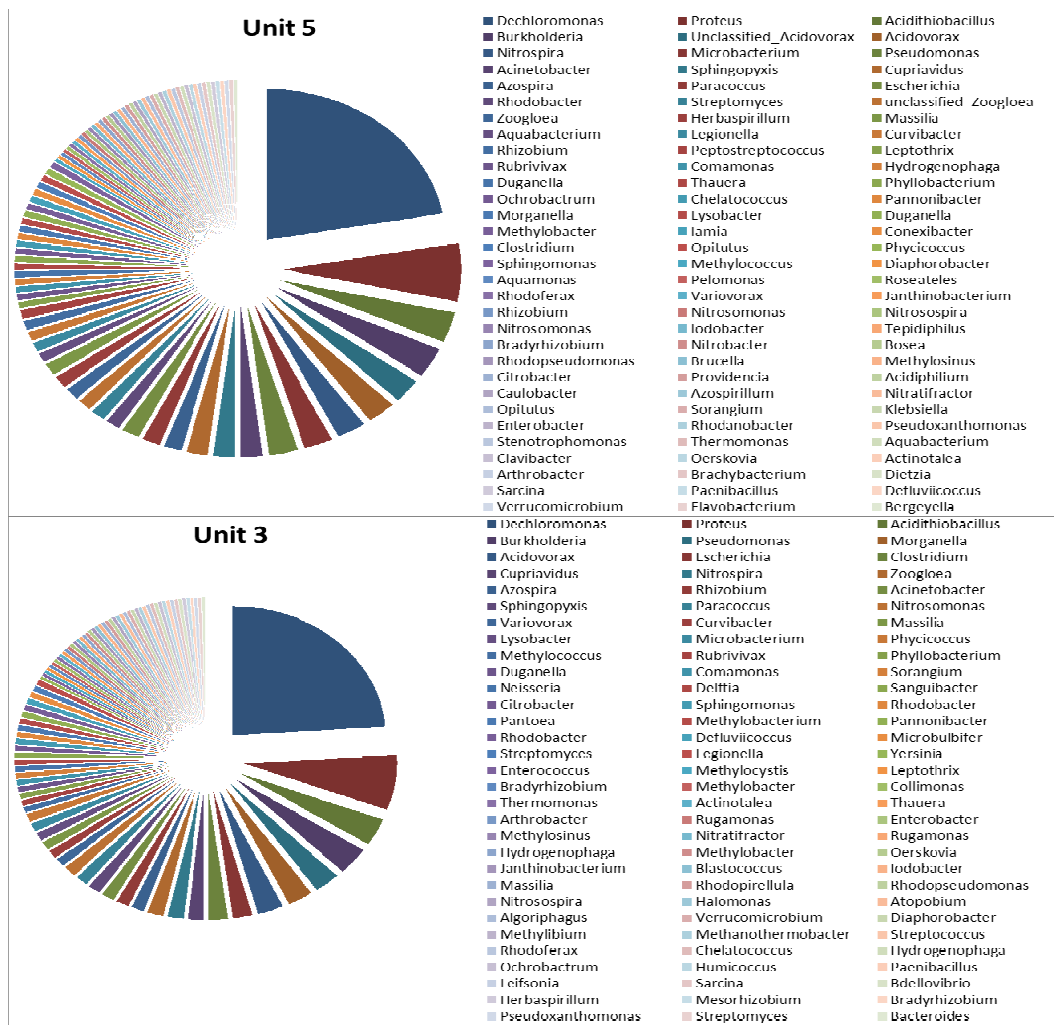 Unit 5
Dechloromonas Proteus Acidithiobacillus
Burkholderia Unclassified_Acidovorax Acidovorax
Nitrospira Microbacterium Pseudomonas
Acinetobacter Sphingopyxis Cupriavidus
Azospira Paracoccus Escherichia
Rhodobacter Streptomyces unclassified_Zoogloea
Zoogloea Herbaspirillum Massilia
Aquabacterium Legionella Curvibacter
Rhizobium Peptostreptococcus Leptothrix
Rubrivivax Comamonas Hydrogenophaga
Duganella Thauera Phyllobacterium
Ochrobactrum Chelatococcus Pannonibacter
Morganella Lysobacter Duganella
Methylobacter Iamia Conexibacter
Clostridium Opitutus Phycicoccus
Sphingomonas Methylococcus Diaphorobacter
Aquamonas Pelomonas Roseateles
Rhodoferax Variovorax Janthinobacterium
Rhizobium Nitrosomonas Nitrosospira
Nitrosomonas Iodobacter Tepidiphilus
Bradyrhizobium Nitrobacter Bosea
Rhodopseudomonas Brucella Methylosinus
Citrobacter Providencia Acidiphilium
Caulobacter Azospirillum Nitratifractor
Opitutus Sorangium Klebsiella
Enterobacter Rhodanobacter Pseudoxanthomonas
Stenotrophomonas Thermomonas Aquabacterium
Clavibacter Oerskovia Actinotalea
Arthrobacter Brachybacterium Dietzia
Sarcina Paenibacillus Defluviicoccus
Verrucomicrobium Flavobacterium Bergeyella
Unit 3
Dechloromonas Proteus Acidithiobacillus
Burkholderia Pseudomonas Morganella
Acidovorax Escherichia Clostridium
Cupriavidus Nitrospira Zoogloea
Azospira Rhizobium Acinetobacter
Sphingopyxis Paracoccus Nitrosomonas
Variovorax Curvibacter Massilia
Lysobacter Microbacterium Phycicoccus
Methylococcus Rubrivivax Phyllobacterium
Duganella Comamonas Sorangium
Neisseria Delftia Sanguibacter
Citrobacter Sphingomonas Rhodobacter
Pantoea Methylobacterium Pannonibacter
Rhodobacter Defluviicoccus Microbulbifer
Streptomyces Legionella Yersinia
Enterococcus Methylocystis Leptothrix
Bradyrhizobium Methylobacter Collimonas
Thermomonas Actinotalea Thauera
Arthrobacter Rugamonas Enterobacter
Methylosinus Nitratifractor Rugamonas
Hydrogenophaga Methylobacter Oerskovia
Janthinobacterium Blastococcus Iodobacter
Massilia Rhodopirellula Rhodopseudomonas
Nitrosospira Halomonas Atopobium
Algoriphagus Verrucomicrobium Diaphorobacter
Methylibium Methanothermobacter Streptococcus
Rhodoferax Chelatococcus Hydrogenophaga
Ochrobactrum Humicoccus Paenibacillus
Leifsonia Sarcina Bdellovibrio
Herbaspirillum Mesorhizobium Bradyrhizobium
Pseudoxanthomonas Streptomyces Bacteroides